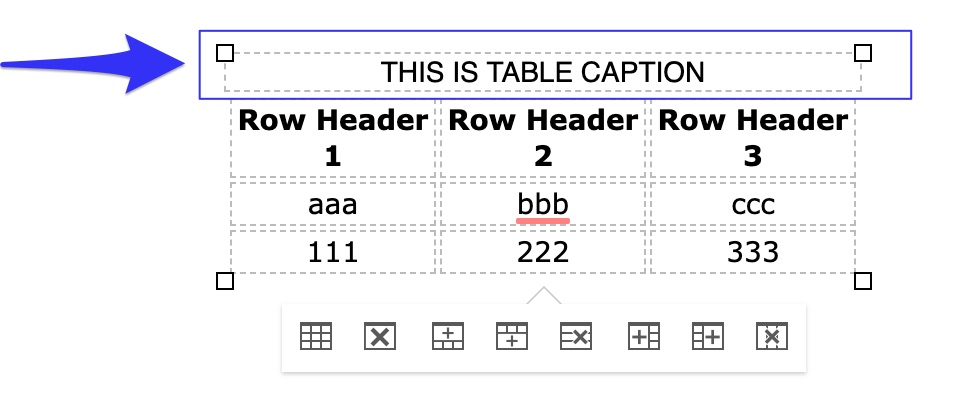 THIS IS TABLE CAPTION
Row Header 1 Row Header 2 Row Header 3
aaa bbb ccc
111 222 333